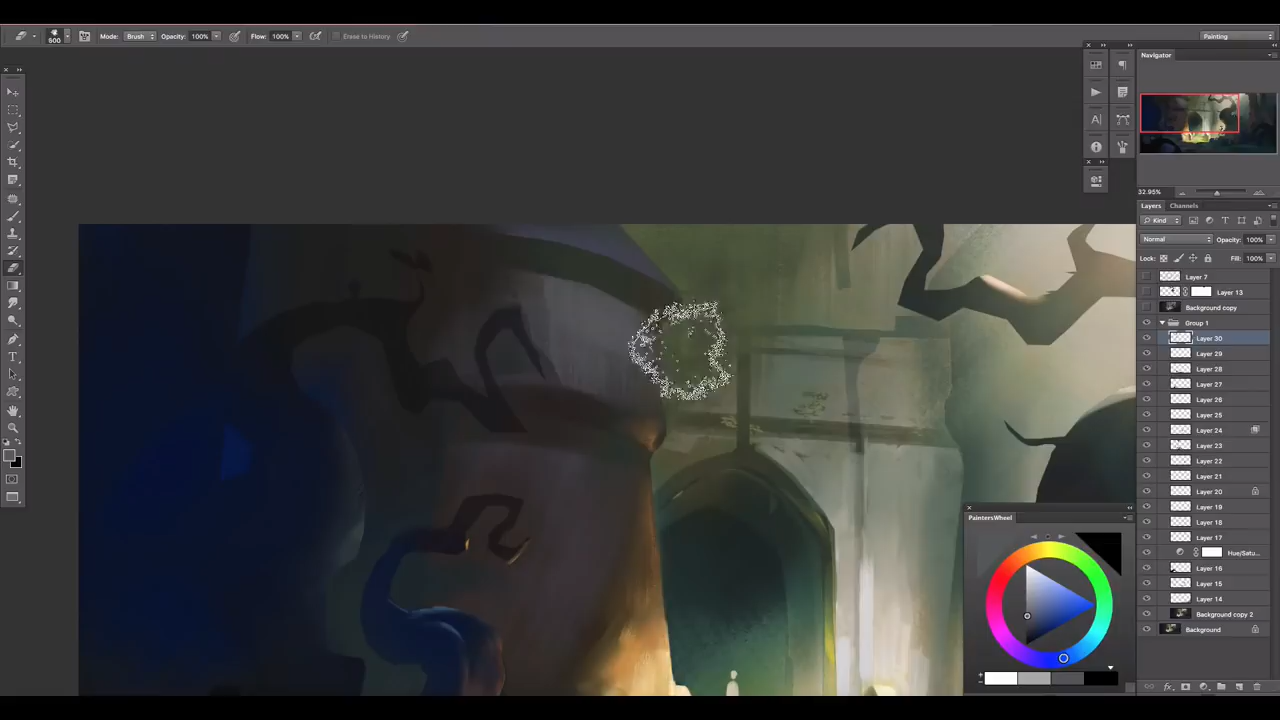 600 Mode: Brush Opacity: 100% Flow: 100% Erase to History Painting
Navigator
32.95%
Layers Channels
Kind
Normal Opacity: 100%
Lock: Fill: 100%
Layer 7
Layer 13
Background copy
Group 1
Layer 30
Layer 29
Layer 28
Layer 27
Layer 26
Layer 25
Layer 24
Layer 23
Layer 22
Layer 21
Layer 20
Layer 19
Layer 18
Layer 17
Hue/Satu...
Layer 16
Layer 15
Layer 14
Background copy 2
Background
PaintersWheel